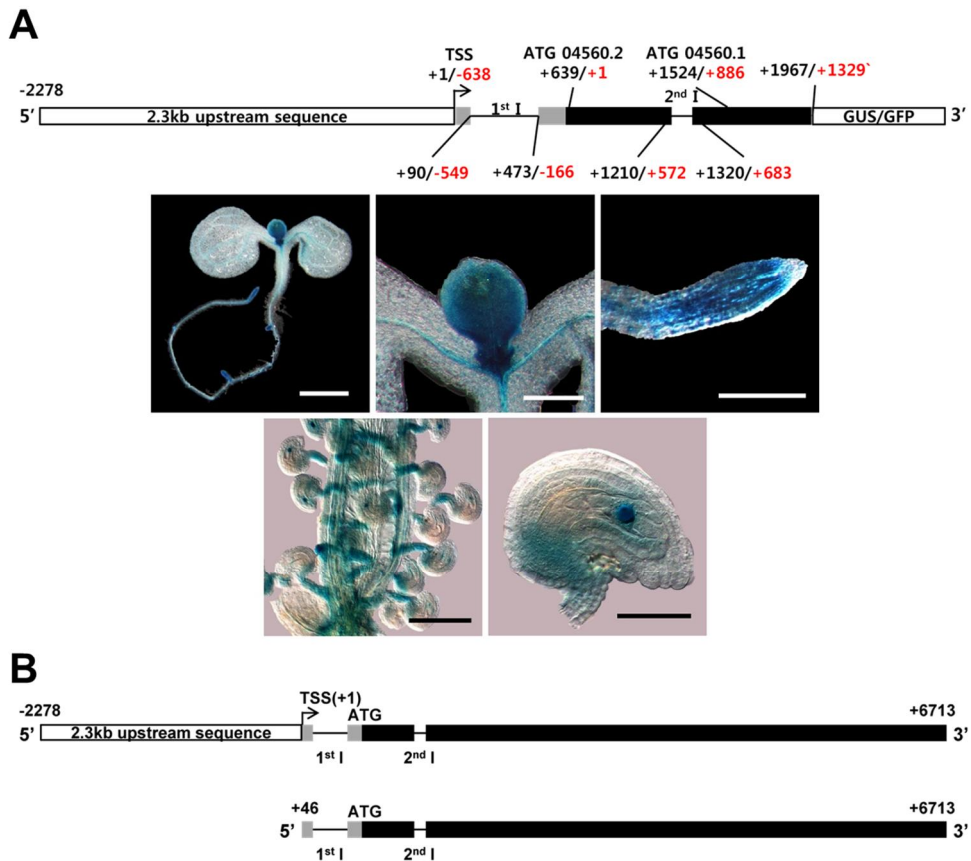 A
TSS
ATG 04560.2
ATG 04560.1
+1/-638
+639/+1
+1524/+886
+1967/+1329`
-2278
2nd I
5'
2.3kb upstream sequence
1st I
GUS/GFP
3'
+90/-549
+473/-166
+1210/+572
+1320/+683
B
-2278
TSS(+1)
ATG
+6713
5'
2.3kb upstream sequence
3'
1st I
2nd I
+46
ATG
+6713
5'
3'
1st I
2nd I